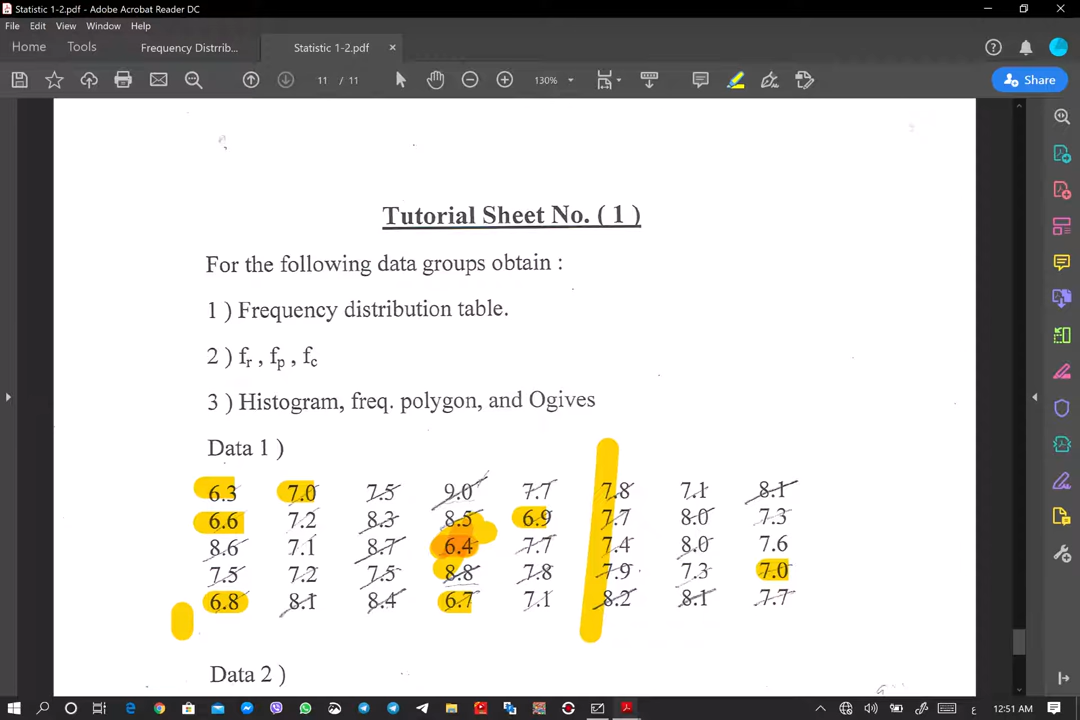 Statistic 1-2.pdf - Adobe Acrobat Reader DC
File Edit View Window Help
Home Tools Frequency Distrrib... Statistic 1-2.pdf ×
11 / 11 130% Share
Tutorial Sheet No. ( 1 )
For the following data groups obtain :
1 ) Frequency distribution table.
2 ) fr , fp , fc
3 ) Histogram, freq. polygon, and Ogives
Data 1 )
6.3 7.0 7.5 9.0 7.7 7.8 7.1 8.1
6.6 7.2 8.3 8.5 6.9 7.7 8.0 7.3
8.6 7.1 8.7 6.4 7.7 7.4 8.0 7.6
7.5 7.2 7.5 8.8 7.8 7.9 7.3 7.0
6.8 8.1 8.4 6.7 7.1 8.2 8.1 7.7
Data 2 )
ع 12:51 AM